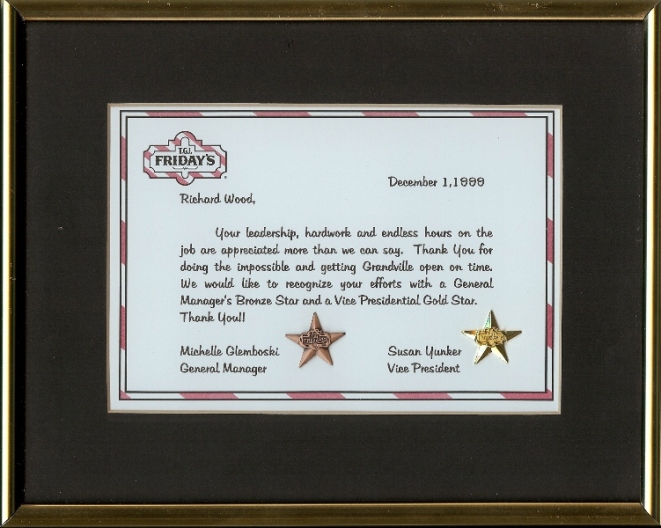 T.G.I.
FRIDAY'S
December 1,1999
Richard Wood,
Your leadership, hardwork and endless hours on the
job are appreciated more than we can say. Thank You for
doing the impossible and getting Grandville open on time.
We would like to recognize your efforts with a General
Manager's Bronze Star and a Vice Presidential Gold Star.
Thank You!!
Michelle Glemboski Susan Yunker
General Manager Vice President